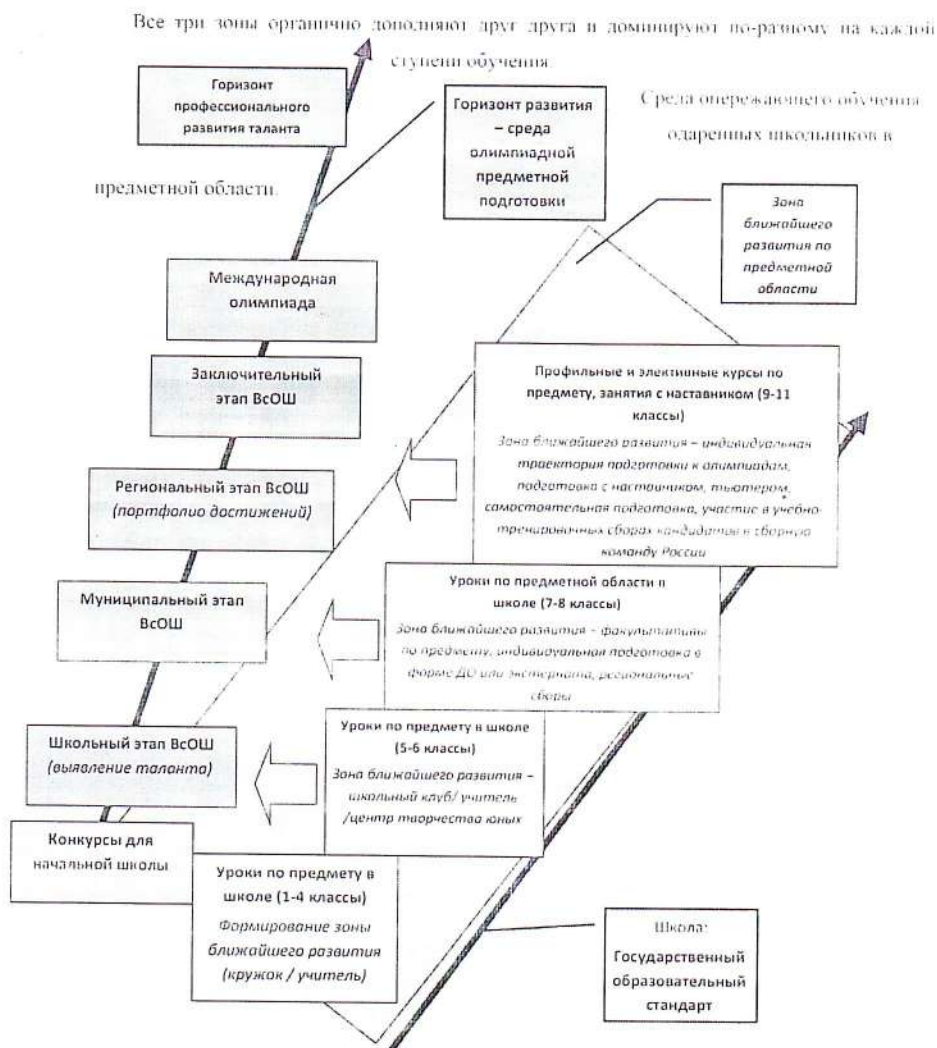 Все три зоны органично дополняют друг друга и доминируют по-разному на каждой
ступени обучения
Среда опережающего обучения
одаренных школьников в
предметной области.
Горизонт
профессионального
развития таланта
Горизонт развития
– среда
олимпиадной
предметной
подготовки
Зона
ближайшего
развития по
предметной
области
Международная
олимпиада
Заключительный
этап ВсОШ
Региональный этап ВсОШ
(портфолио достижений)
Муниципальный этап
ВсОШ
Школьный этап ВсОШ
(выявление таланта)
Конкурсы для
начальной школы
Профильные и элективные курсы по
предмету, занятия с наставником (9-11
классы)
Зона ближайшего развития – индивидуальная
траектория подготовки к олимпиадам,
подготовка с наставником, тьютером,
самостоятельная подготовка, участие в учебно-
тренировочных сборах кандидатов в сборную
команду России
Уроки по предметной области в
школе (7-8 классы)
Зона ближайшего развития – факультативы
по предмету, индивидуальная подготовка в
форме ДО или экстерната, региональные
сборы
Уроки по предмету в школе
(5-6 классы)
Зона ближайшего развития –
школьный клуб/ учитель
/центр творчества юных
Уроки по предмету в
школе (1-4 классы)
Формирование зоны
ближайшего развития
(кружок / учитель)
Школа:
Государственный
образовательный
стандарт